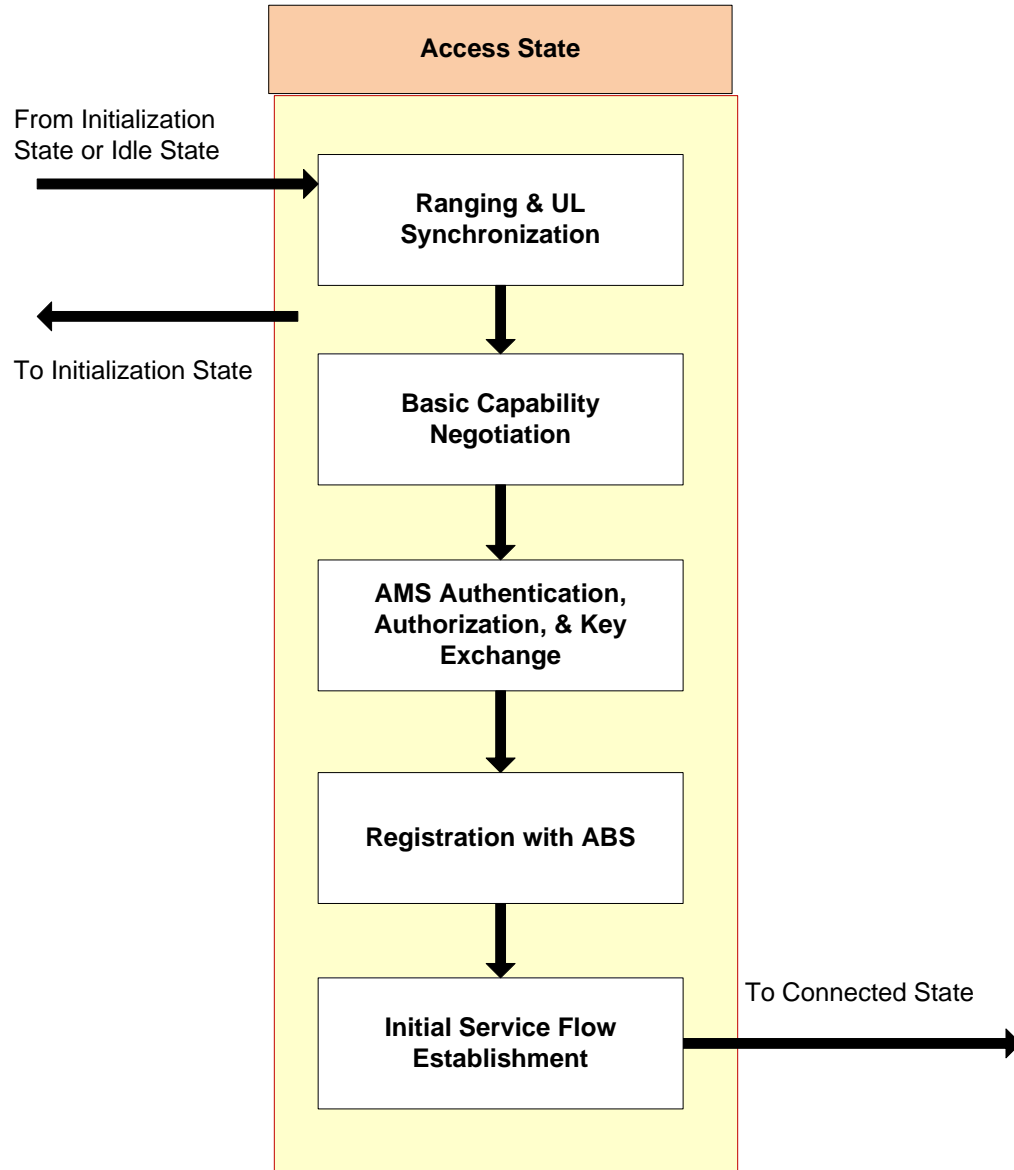 Access State
From Initialization
State or Idle State
Ranging & UL
Synchronization
To Initialization State
Basic Capability
Negotiation
AMS Authentication,
Authorization, & Key
Exchange
Registration with ABS
To Connected State
Initial Service Flow
Establishment